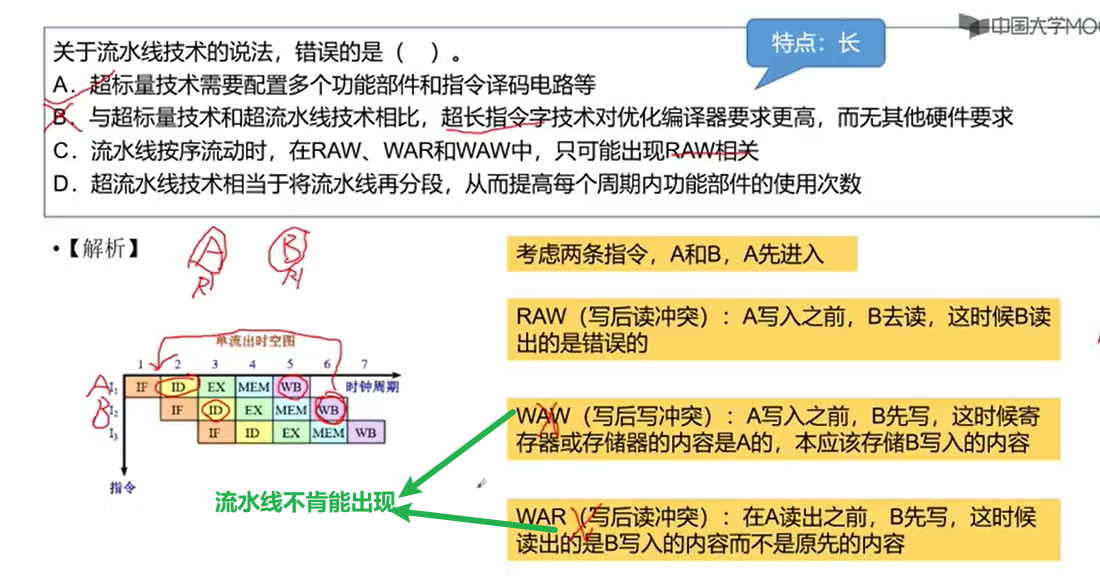 中国大学MOO
特点：长
关于流水线技术的说法，错误的是（ ）。
A．超标量技术需要配置多个功能部件和指令译码电路等
B．与超标量技术和超流水线技术相比，超长指令字技术对优化编译器要求更高，而无其他硬件要求
C．流水线按序流动时，在RAW、WAR和WAW中，只可能出现RAW相关
D．超流水线技术相当于将流水线再分段，从而提高每个周期内功能部件的使用次数
•【解析】
A B
R1 R1
考虑两条指令，A和B，A先进入
RAW（写后读冲突）：A写入之前，B去读，这时候B读
出的是错误的
单流出时空图
1 2 3 4 5 6 7
A I₁ IF ID EX MEM WB 时钟周期
B I₂ IF ID EX MEM WB
I₃ IF ID EX MEM WB
指令
WAW（写后写冲突）：A写入之前，B先写，这时候寄
存器或存储器的内容是A的，本应该存储B写入的内容
流水线不肯能出现
WAR（写后读冲突）：在A读出之前，B先写，这时候
读出的是B写入的内容而不是原先的内容